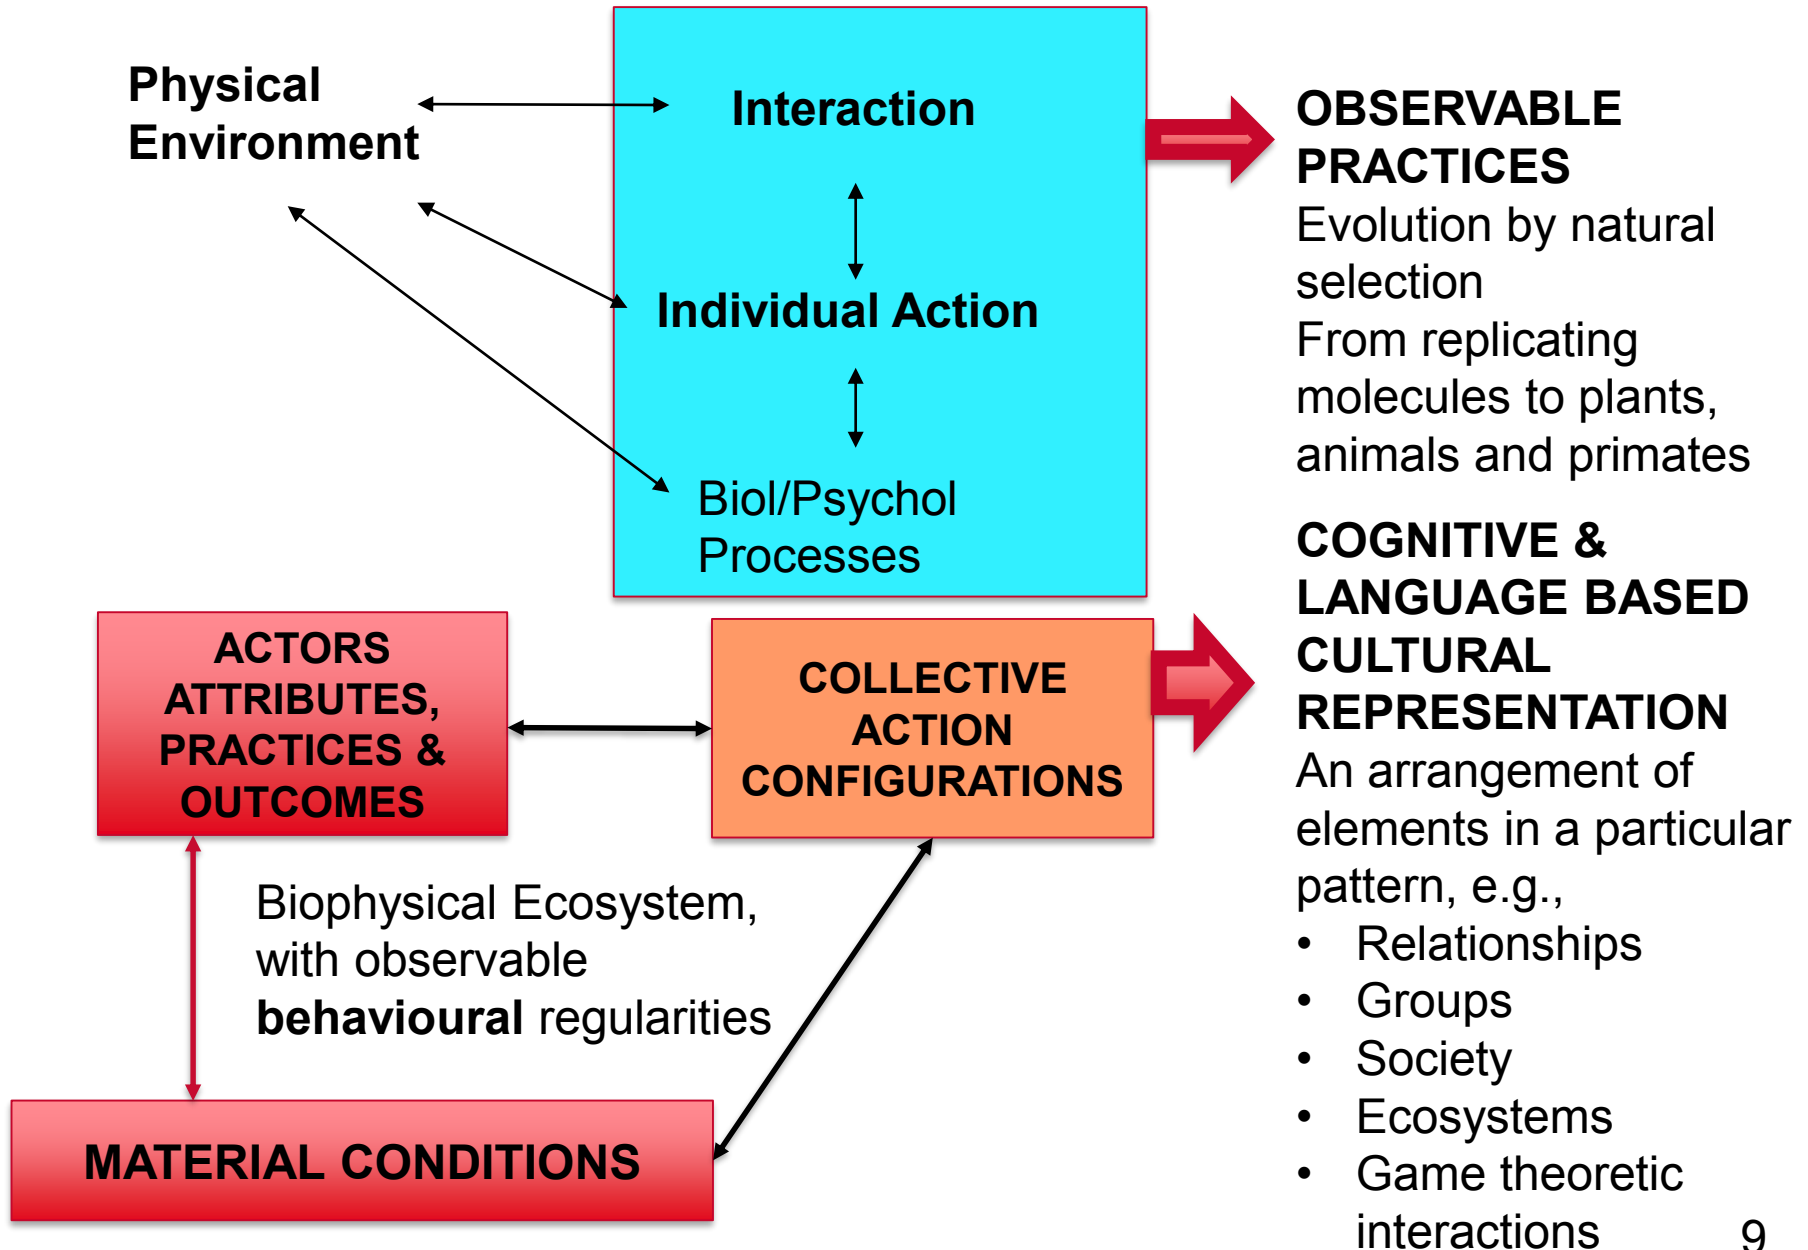 Physical
Environment
Interaction
Individual Action
Biol/Psychol
Processes
OBSERVABLE
PRACTICES
Evolution by natural
selection
From replicating
molecules to plants,
animals and primates
ACTORS
ATTRIBUTES,
PRACTICES &
OUTCOMES
COLLECTIVE
ACTION
CONFIGURATIONS
COGNITIVE &
LANGUAGE BASED
CULTURAL
REPRESENTATION
An arrangement of
elements in a particular
pattern, e.g.,
• Relationships
• Groups
• Society
• Ecosystems
• Game theoretic
interactions
Biophysical Ecosystem,
with observable
behavioural regularities
MATERIAL CONDITIONS
9